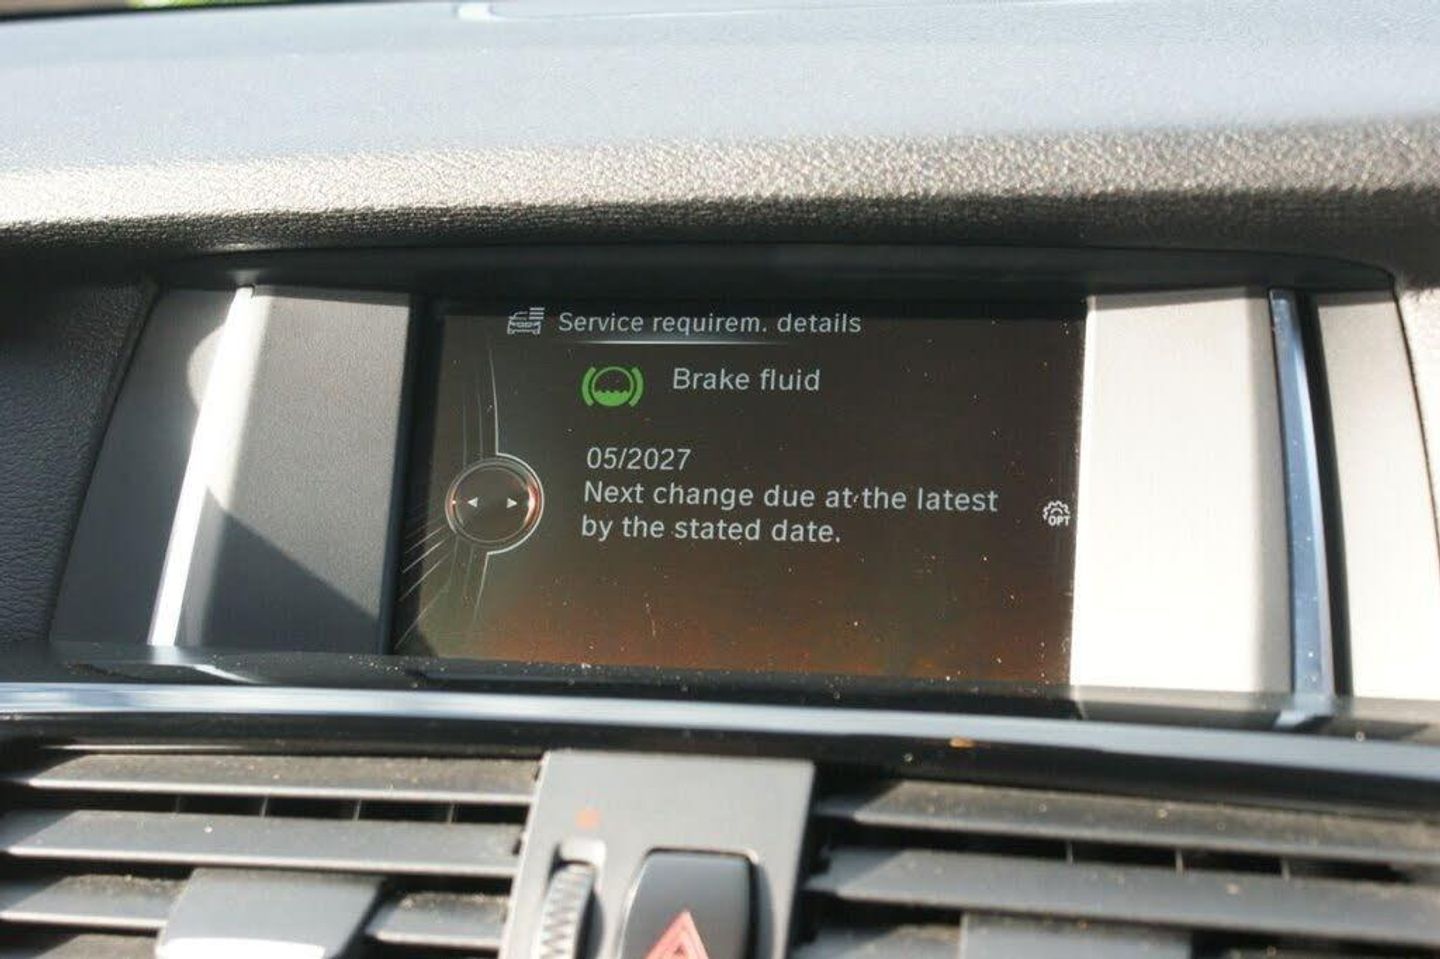 Service requirem. details
Brake fluid
05/2027
Next change due at the latest
by the stated date.
OPT